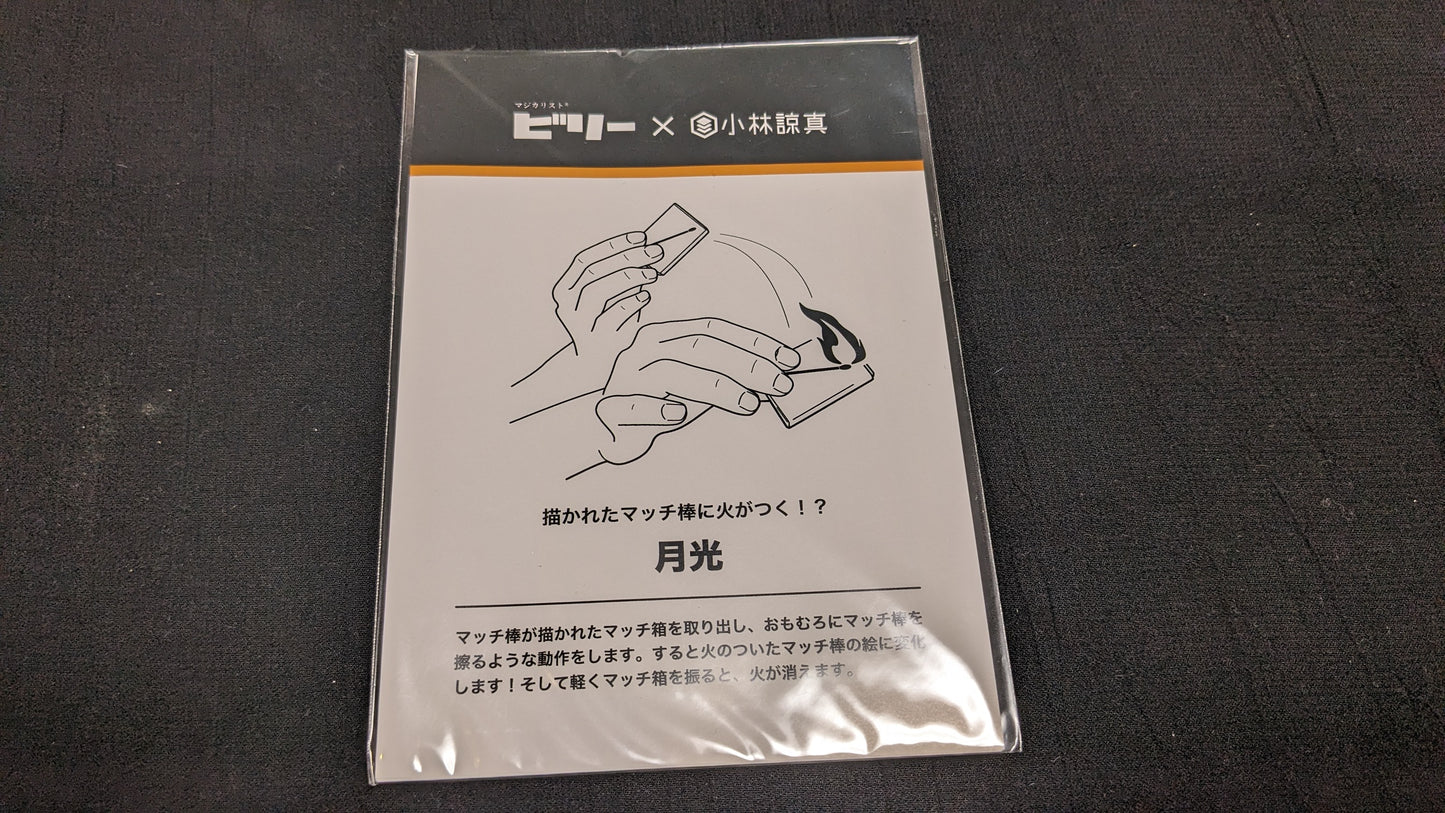 マジカリスト®
ビリー × 小林諒真
描かれたマッチ棒に火がつく！？
月光
マッチ棒が描かれたマッチ箱を取り出し、おもむろにマッチ棒を
擦るような動作をします。すると火のついたマッチ棒の絵に変化
します！そして軽くマッチ箱を振ると、火が消えます。